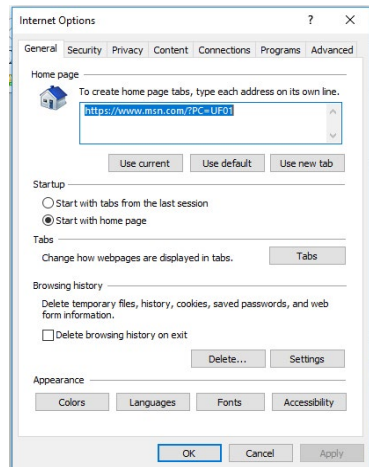 Internet Options ? X
General Security Privacy Content Connections Programs Advanced
Home page
To create home page tabs, type each address on its own line.
https://www.msn.com/?PC=UF01
Use current Use default Use new tab
Startup
Start with tabs from the last session
Start with home page
Tabs
Change how webpages are displayed in tabs. Tabs
Browsing history
Delete temporary files, history, cookies, saved passwords, and web
form information.
Delete browsing history on exit
Delete... Settings
Appearance
Colors Languages Fonts Accessibility
OK Cancel Apply